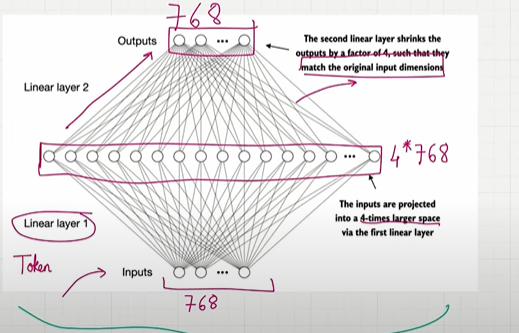 768
Outputs
The second linear layer shrinks the
outputs by a factor of 4, such that they
match the original input dimensions
Linear layer 2
4*768
The inputs are projected
into a 4-times larger space
via the first linear layer
Linear layer 1
Token
Inputs
768